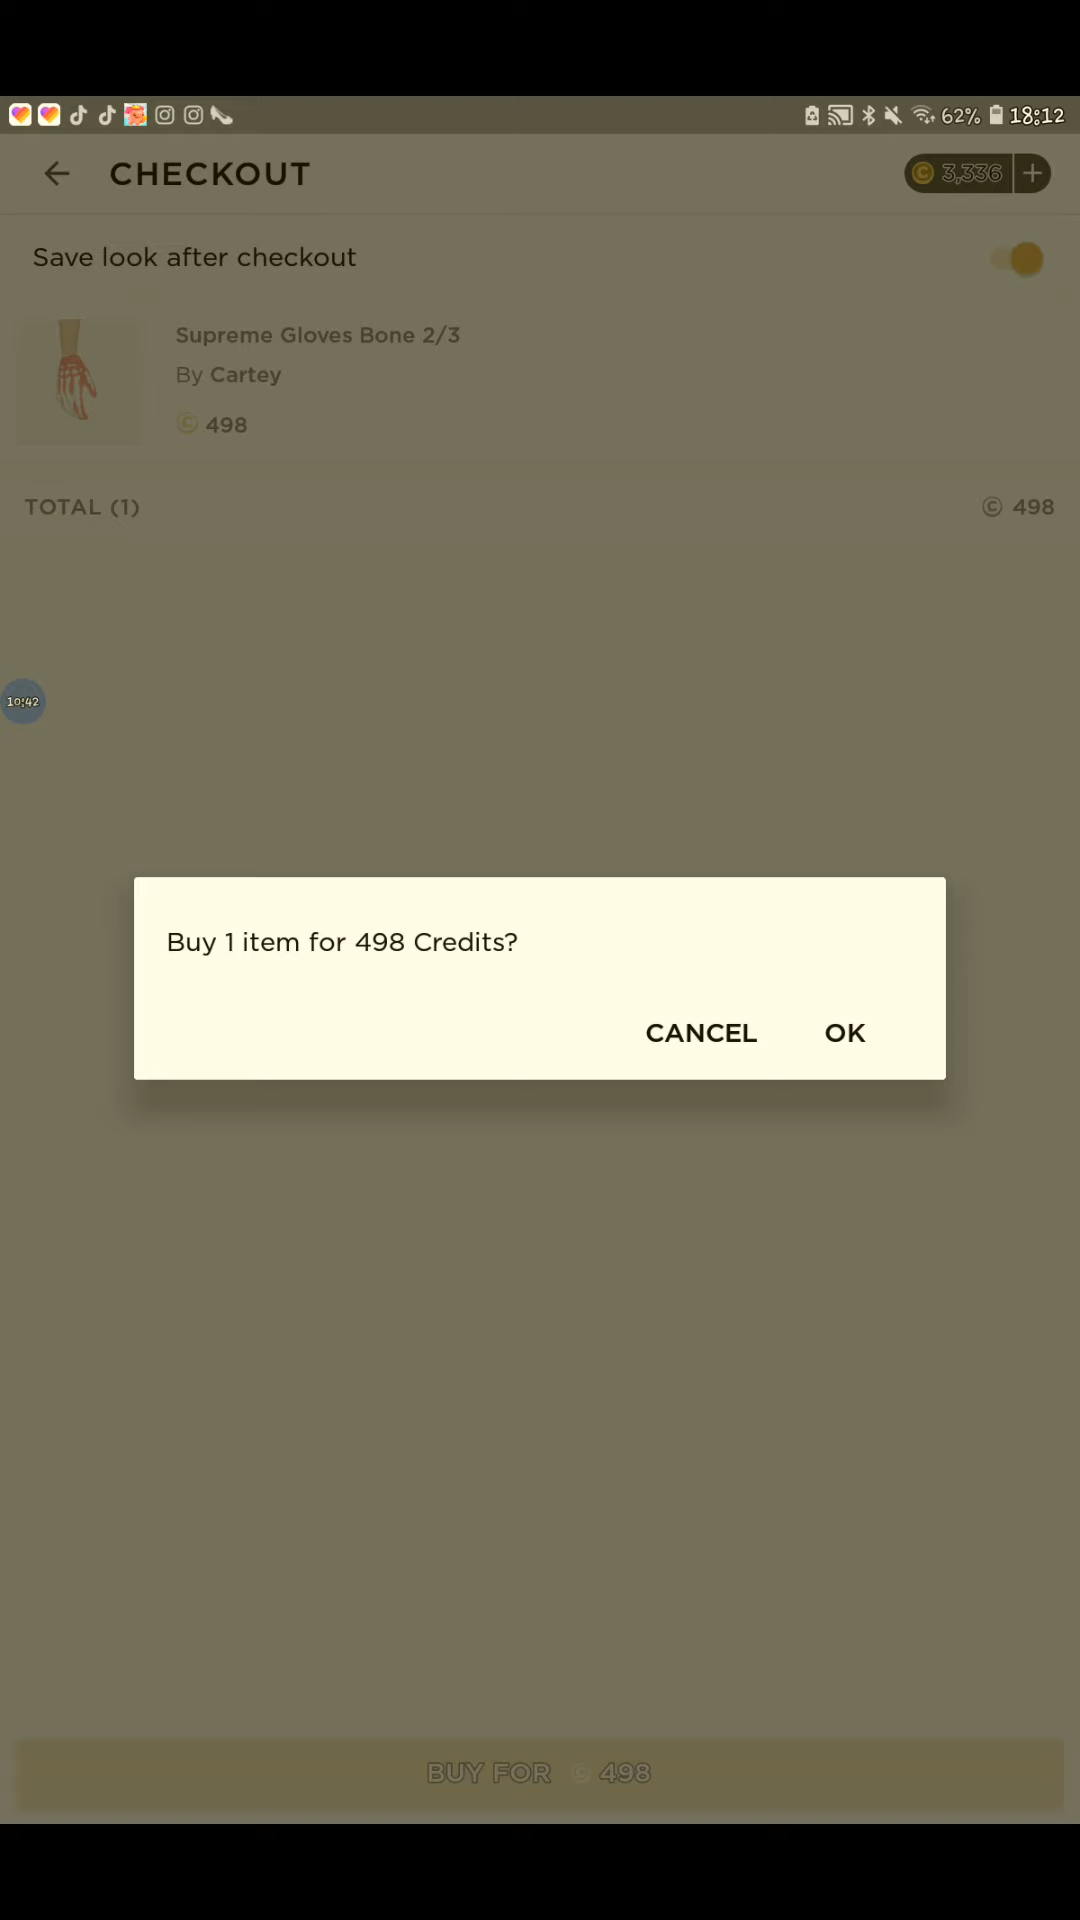 62% 18:12
CHECKOUT
3,336
Save look after checkout
Supreme Gloves Bone 2/3
By Cartey
498
TOTAL (1)
© 498
10:42
Buy 1 item for 498 Credits?
CANCEL OK
BUY FOR © 498